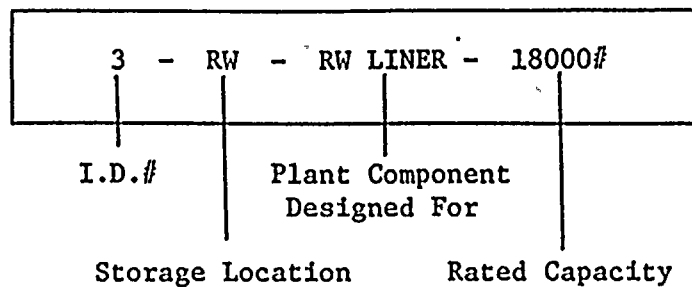 3 - RW - RW LINER - 18000#
I.D.# Plant Component
Designed For
Storage Location Rated Capacity